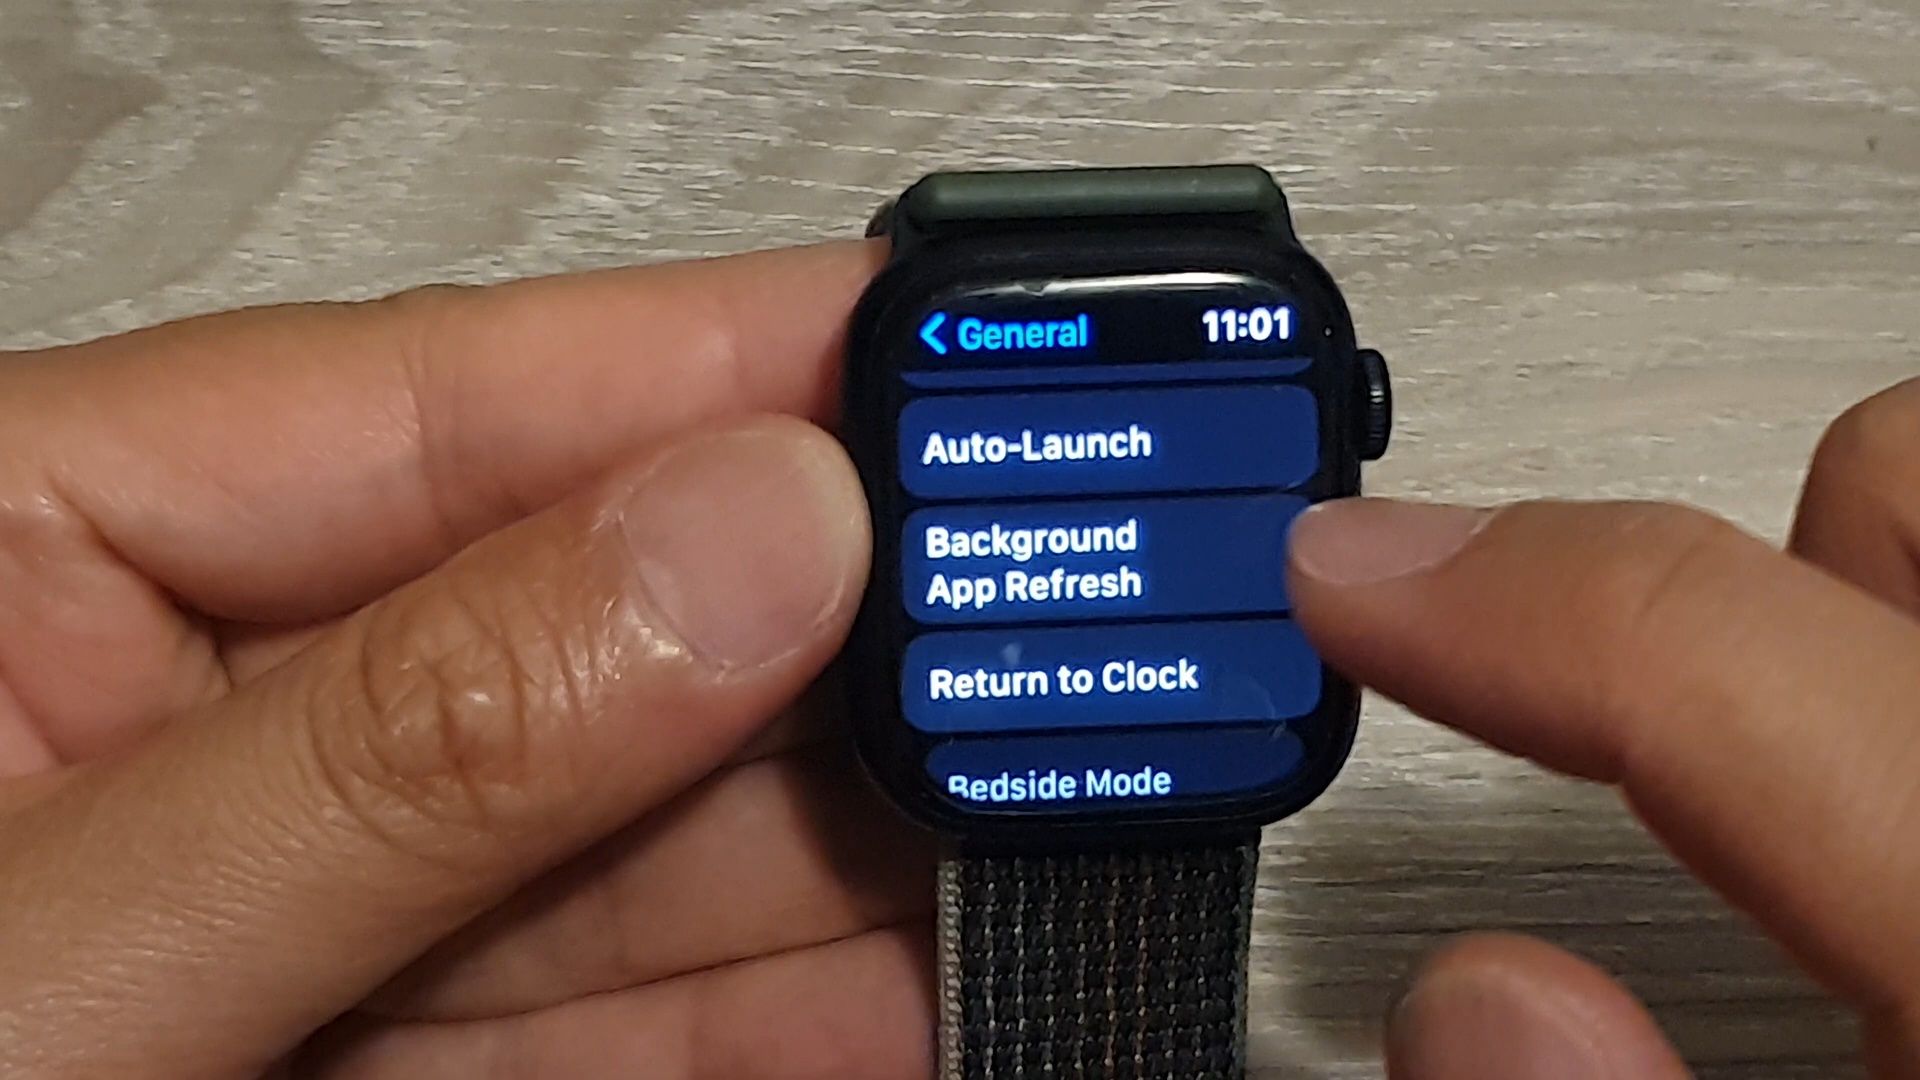 General
11:01
Auto-Launch
Background
App Refresh
Return to Clock
Bedside Mode